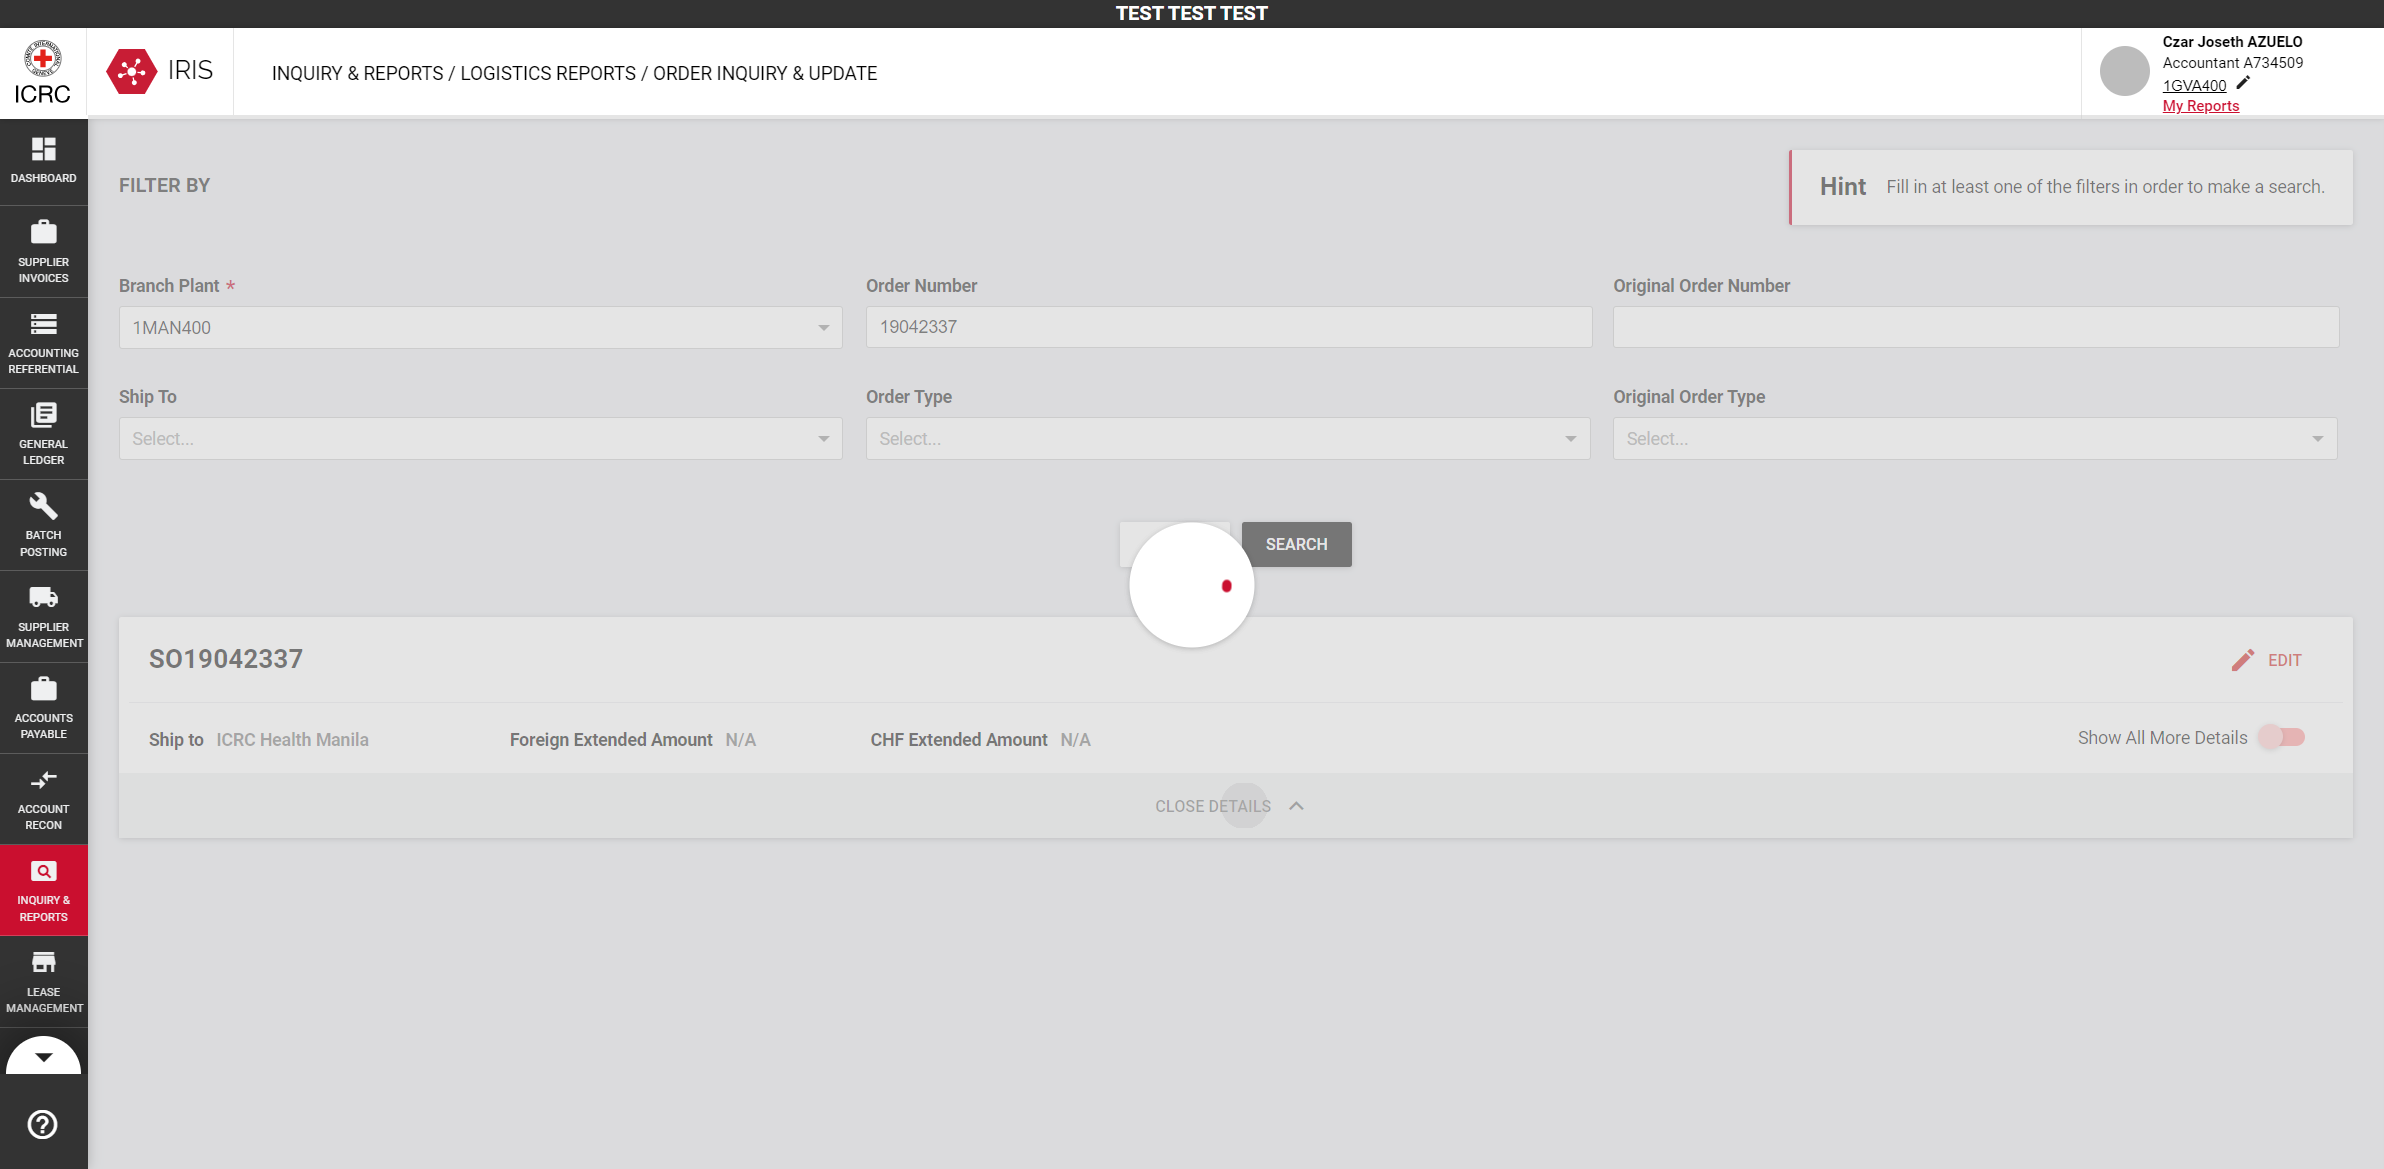 TEST TEST TEST
COMITE INTERNATIONAL GENEVE
ICRC
IRIS
INQUIRY & REPORTS / LOGISTICS REPORTS / ORDER INQUIRY & UPDATE
Czar Joseth AZUELO
Accountant A734509
1GVA400
My Reports
DASHBOARD
SUPPLIER
INVOICES
ACCOUNTING
REFERENTIAL
GENERAL
LEDGER
BATCH
POSTING
SUPPLIER
MANAGEMENT
ACCOUNTS
PAYABLE
ACCOUNT
RECON
INQUIRY &
REPORTS
LEASE
MANAGEMENT
FILTER BY
Hint Fill in at least one of the filters in order to make a search.
Branch Plant *
1MAN400
Order Number
19042337
Original Order Number
Ship To
Select...
Order Type
Select...
Original Order Type
Select...
SEARCH
SO19042337
EDIT
Ship to ICRC Health Manila
Foreign Extended Amount N/A
CHF Extended Amount N/A
Show All More Details
CLOSE DETAILS